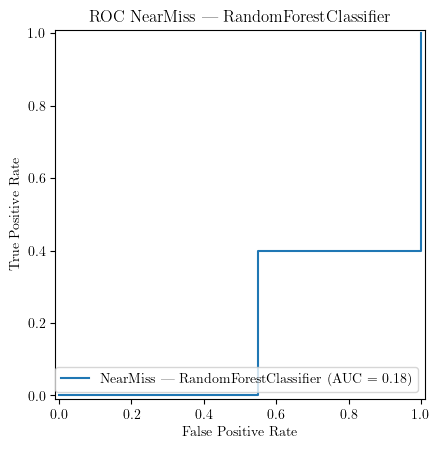 ROC NearMiss — RandomForestClassifier
1.0
0.8
0.6
0.4
0.2
0.0
True Positive Rate
NearMiss — RandomForestClassifier (AUC = 0.18)
0.0 0.2 0.4 0.6 0.8 1.0
False Positive Rate